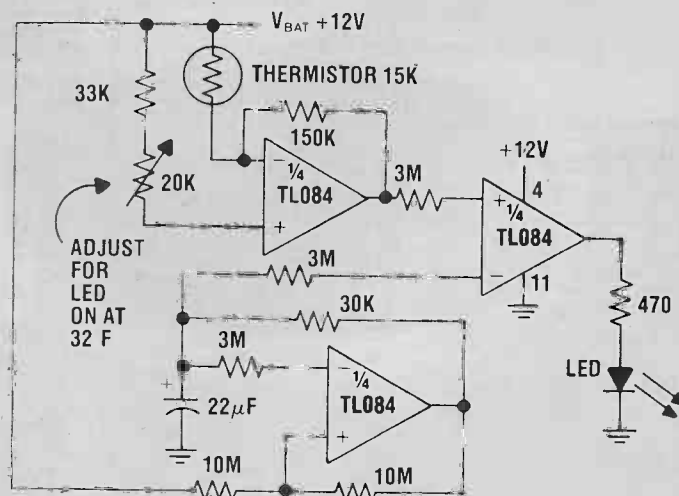 V_BAT +12V
THERMISTOR 15K
33K
150K
20K
−
¼
TL084
+
3M
+12V
4
+
¼
TL084
−
11
ADJUST
FOR
LED
ON AT
32 F
3M
30K
470
3M
−
¼
TL084
+
LED
+
22µF
10M
10M